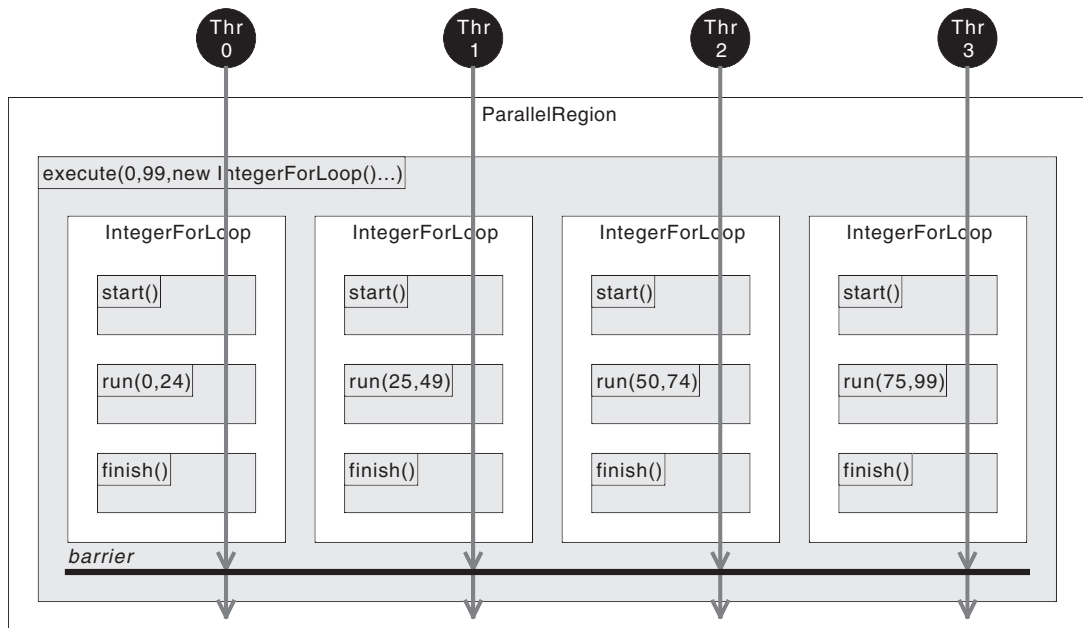 Thr
0
Thr
1
Thr
2
Thr
3
ParallelRegion
execute(0,99,new IntegerForLoop()...)
IntegerForLoop
start()
run(0,24)
finish()
IntegerForLoop
start()
run(25,49)
finish()
IntegerForLoop
start()
run(50,74)
finish()
IntegerForLoop
start()
run(75,99)
finish()
barrier